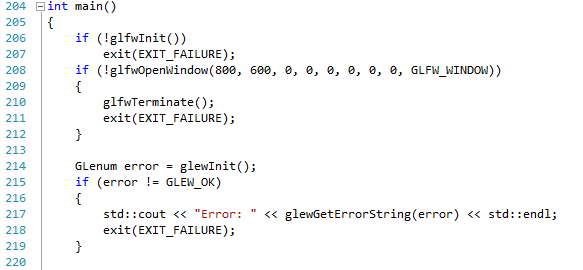 204 int main()
205 {
206     if (!glfwInit())
207         exit(EXIT_FAILURE);
208     if (!glfwOpenWindow(800, 600, 0, 0, 0, 0, 0, 0, GLFW_WINDOW))
209     {
210         glfwTerminate();
211         exit(EXIT_FAILURE);
212     }
213
214     GLenum error = glewInit();
215     if (error != GLEW_OK)
216     {
217         std::cout << "Error: " << glewGetErrorString(error) << std::endl;
218         exit(EXIT_FAILURE);
219     }
220